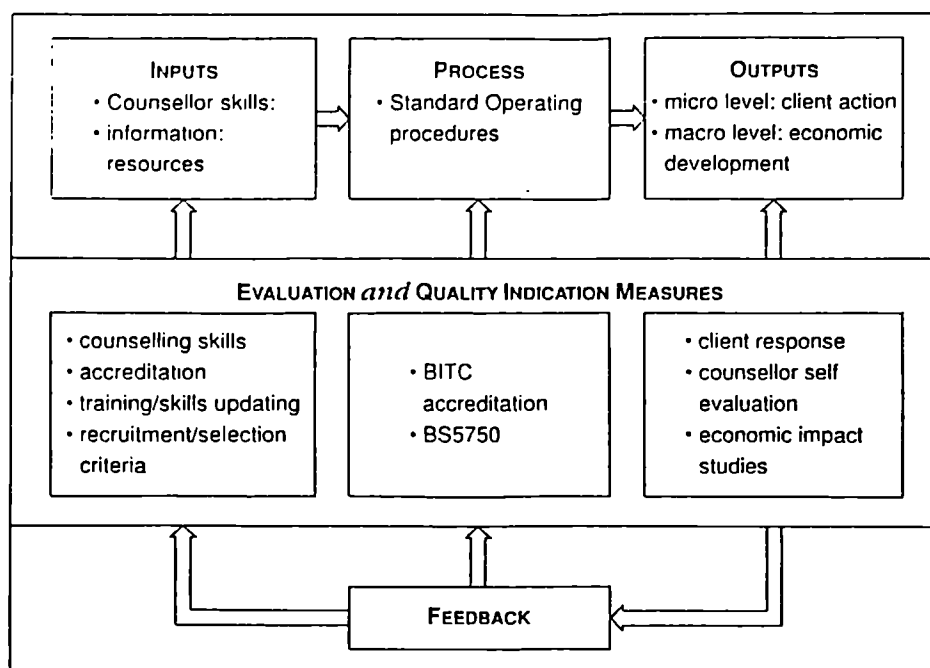 INPUTS
• Counsellor skills:
• information:
resources
PROCESS
• Standard Operating
procedures
OUTPUTS
• micro level: client action
• macro level: economic
development
EVALUATION and QUALITY INDICATION MEASURES
• counselling skills
• accreditation
• training/skills updating
• recruitment/selection
criteria
• BITC
accreditation
• BS5750
• client response
• counsellor self
evaluation
• economic impact
studies
FEEDBACK